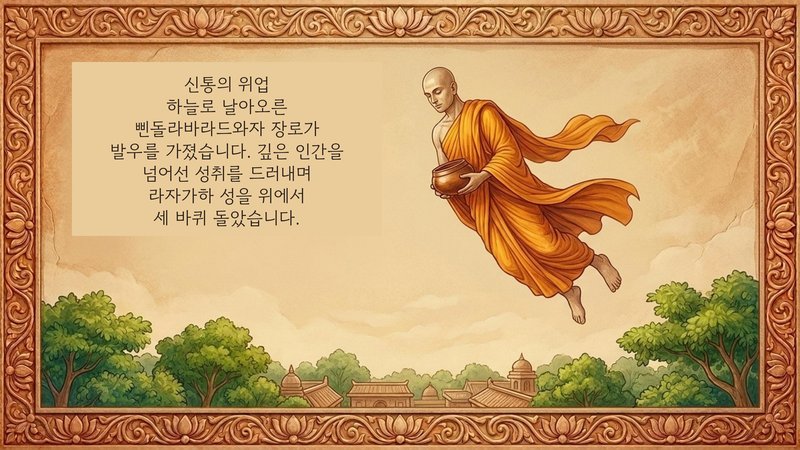 신통의 위업
하늘로 날아오른
삔돌라바라드와자 장로가
발우를 가졌습니다. 깊은 인간을
넘어선 성취를 드러내며
라자가하 성을 위에서
세 바퀴 돌았습니다.